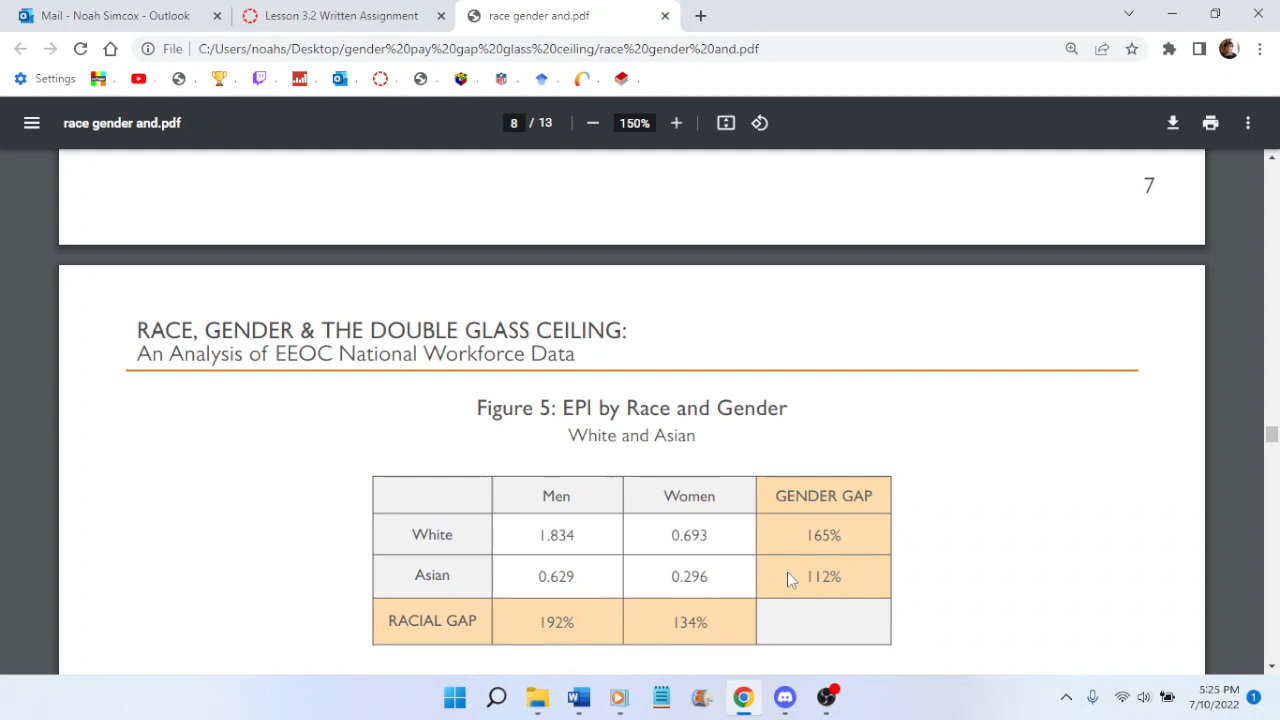 Mail - Noah Simcox - Outlook
Lesson 3.2 Written Assignment
race gender and.pdf
File C:/Users/noahs/Desktop/gender%20pay%20gap%20glass%20ceiling/race%20gender%20and.pdf
Settings
race gender and.pdf
8 / 13
150%
7
RACE, GENDER & THE DOUBLE GLASS CEILING:
An Analysis of EEOC National Workforce Data
Figure 5: EPI by Race and Gender
White and Asian
Men Women GENDER GAP
White 1.834 0.693 165%
Asian 0.629 0.296 112%
RACIAL GAP 192% 134%
5:25 PM
7/10/2022
1